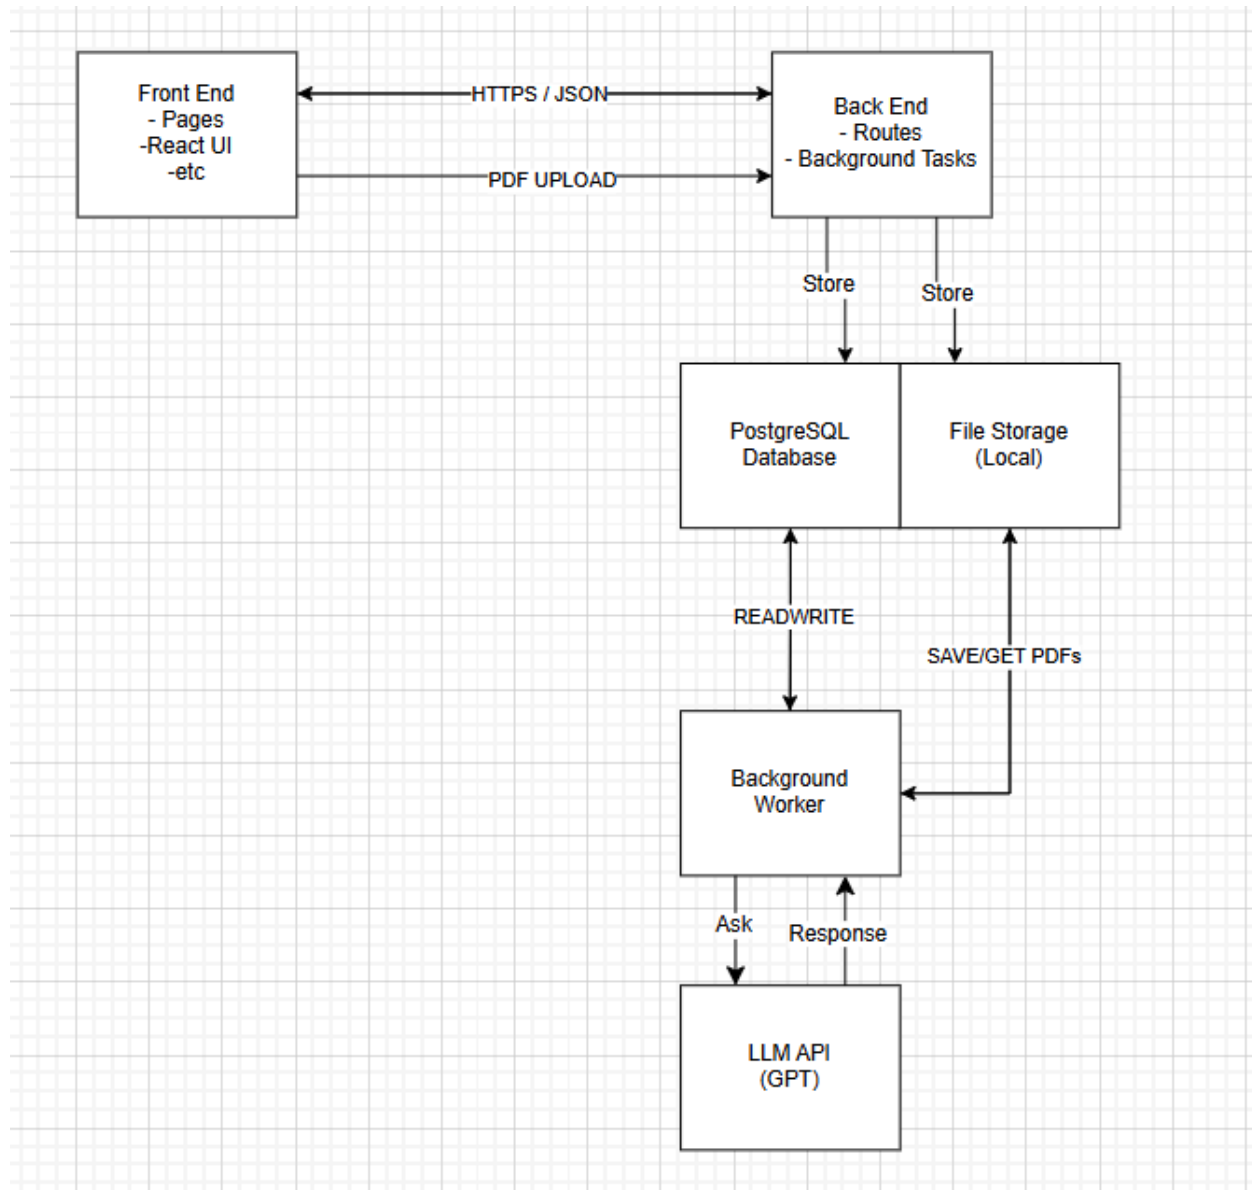 Front End
- Pages
-React UI
-etc
HTTPS / JSON
PDF UPLOAD
Back End
- Routes
- Background Tasks
Store
Store
PostgreSQL
Database
File Storage
(Local)
READWRITE
SAVE/GET PDFs
Background
Worker
Ask
Response
LLM API
(GPT)